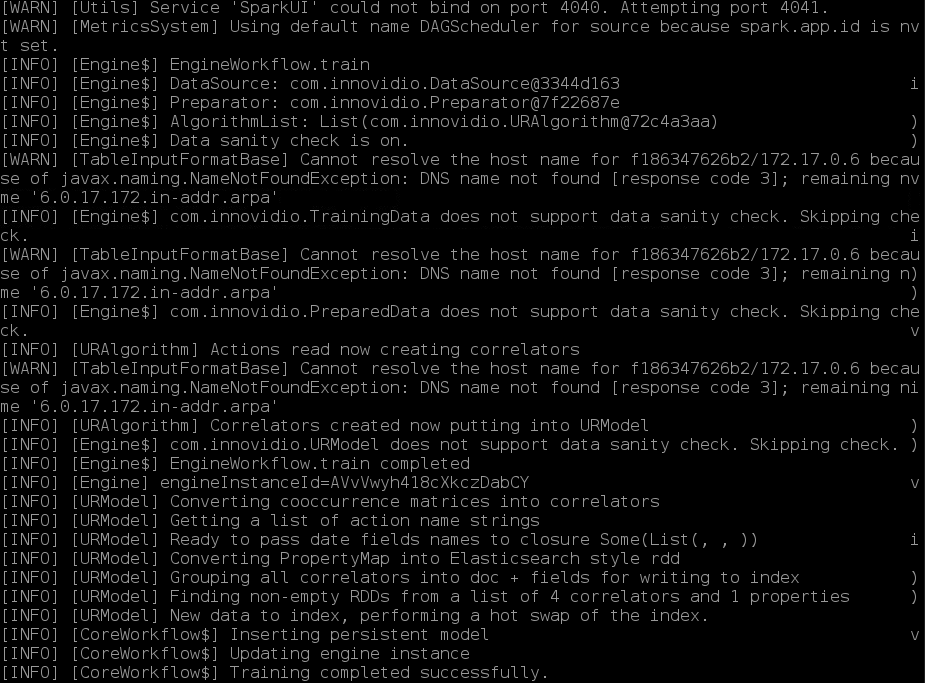 [WARN] [Utils] Service 'SparkUI' could not bind on port 4040. Attempting port 4041.
[WARN] [MetricsSystem] Using default name DAGScheduler for source because spark.app.id is nv
t set.
[INFO] [Engine$] EngineWorkflow.train
[INFO] [Engine$] DataSource: com.innovidio.DataSource@3344d163 i
[INFO] [Engine$] Preparator: com.innovidio.Preparator@7f22687e
[INFO] [Engine$] AlgorithmList: List(com.innovidio.URAlgorithm@72c4a3aa) )
[INFO] [Engine$] Data sanity check is on. )
[WARN] [TableInputFormatBase] Cannot resolve the host name for f186347626b2/172.17.0.6 becau
se of javax.naming.NameNotFoundException: DNS name not found [response code 3]; remaining nv
me '6.0.17.172.in-addr.arpa'
[INFO] [Engine$] com.innovidio.TrainingData does not support data sanity check. Skipping che
ck. i
[WARN] [TableInputFormatBase] Cannot resolve the host name for f186347626b2/172.17.0.6 becau
se of javax.naming.NameNotFoundException: DNS name not found [response code 3]; remaining n)
me '6.0.17.172.in-addr.arpa' )
[INFO] [Engine$] com.innovidio.PreparedData does not support data sanity check. Skipping che
ck. v
[INFO] [URAlgorithm] Actions read now creating correlators
[WARN] [TableInputFormatBase] Cannot resolve the host name for f186347626b2/172.17.0.6 becau
se of javax.naming.NameNotFoundException: DNS name not found [response code 3]; remaining ni
me '6.0.17.172.in-addr.arpa'
[INFO] [URAlgorithm] Correlators created now putting into URModel )
[INFO] [Engine$] com.innovidio.URModel does not support data sanity check. Skipping check. )
[INFO] [Engine$] EngineWorkflow.train completed
[INFO] [Engine] engineInstanceId=AVvVwyh418cXkczDabCY v
[INFO] [URModel] Converting cooccurrence matrices into correlators
[INFO] [URModel] Getting a list of action name strings
[INFO] [URModel] Ready to pass date fields names to closure Some(List(, , )) i
[INFO] [URModel] Converting PropertyMap into Elasticsearch style rdd
[INFO] [URModel] Grouping all correlators into doc + fields for writing to index )
[INFO] [URModel] Finding non-empty RDDs from a list of 4 correlators and 1 properties )
[INFO] [URModel] New data to index, performing a hot swap of the index.
[INFO] [CoreWorkflow$] Inserting persistent model v
[INFO] [CoreWorkflow$] Updating engine instance
[INFO] [CoreWorkflow$] Training completed successfully.